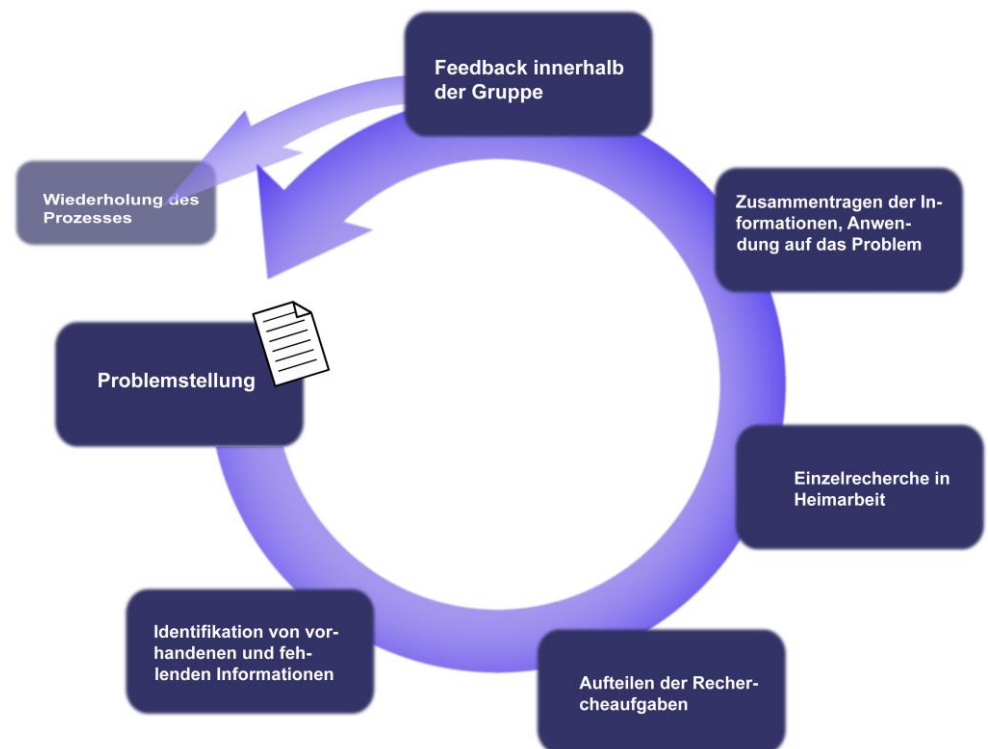 Feedback innerhalb
der Gruppe
Wiederholung des
Prozesses
Zusammentragen der In-
formationen, Anwen-
dung auf das Problem
Problemstellung
Einzelrecherche in
Heimarbeit
Identifikation von vor-
handenen und feh-
lenden Informationen
Aufteilen der Recher-
cheaufgaben